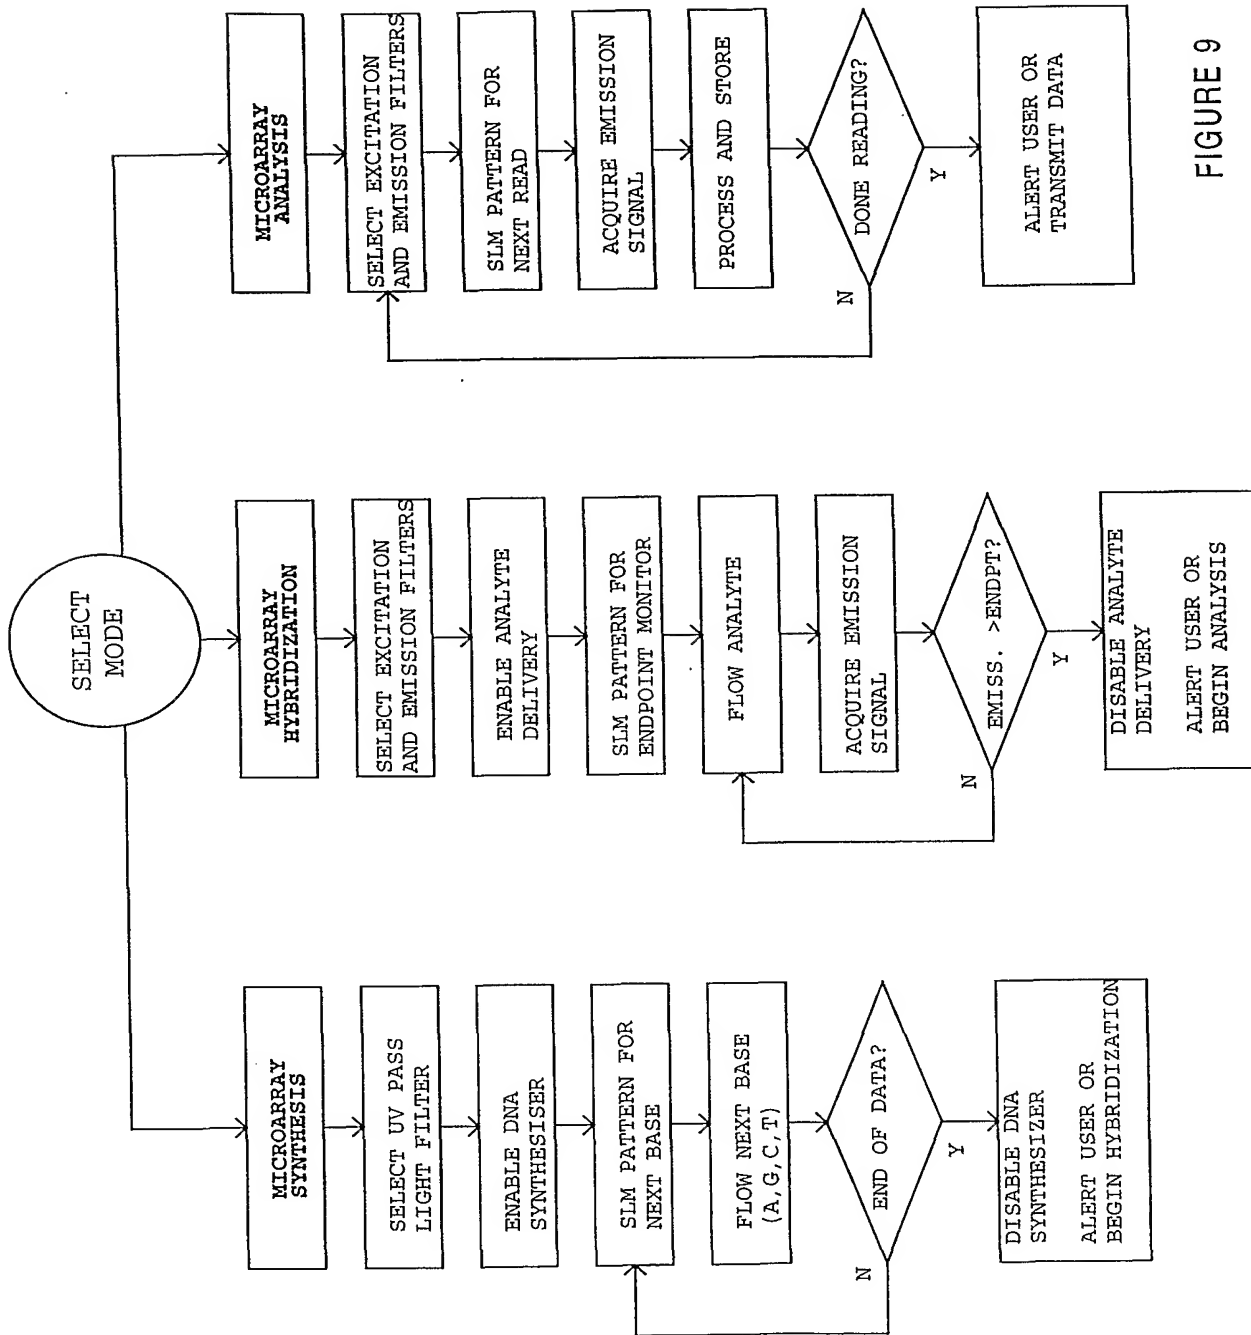 SELECT
MODE
MICROARRAY
SYNTHESIS
SELECT UV PASS
LIGHT FILTER
ENABLE DNA
SYNTHESISER
SLM PATTERN FOR
NEXT BASE
FLOW NEXT BASE
(A,G,C,T)
END OF DATA?
N
Y
DISABLE DNA
SYNTHESIZER
ALERT USER OR
BEGIN HYBRIDIZATION
MICROARRAY
HYBRIDIZATION
SELECT EXCITATION
AND EMISSION FILTERS
ENABLE ANALYTE
DELIVERY
SLM PATTERN FOR
ENDPOINT MONITOR
FLOW ANALYTE
ACQUIRE EMISSION
SIGNAL
EMISS. >ENDPT?
N
Y
DISABLE ANALYTE
DELIVERY
ALERT USER OR
BEGIN ANALYSIS
MICROARRAY
ANALYSIS
SELECT EXCITATION
AND EMISSION FILTERS
SLM PATTERN FOR
NEXT READ
ACQUIRE EMISSION
SIGNAL
PROCESS AND STORE
DONE READING?
N
Y
ALERT USER OR
TRANSMIT DATA
FIGURE 9